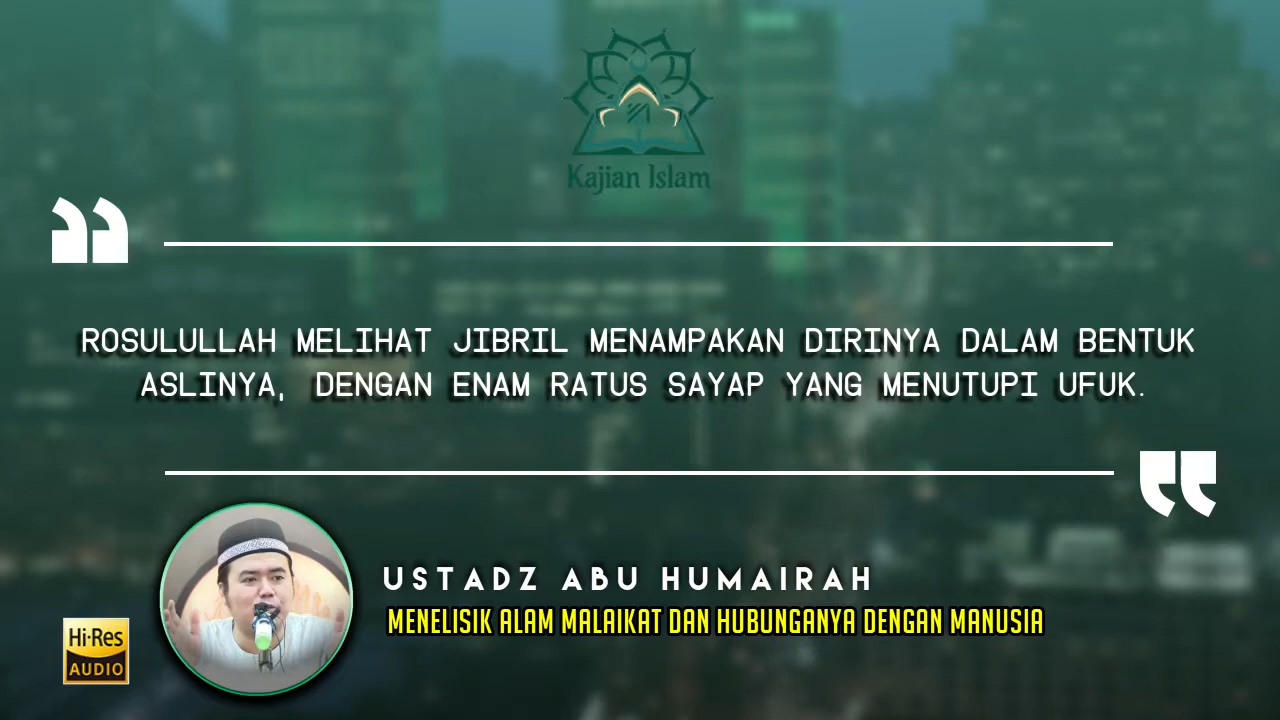 Kajian Islam
ROSULULLAH MELIHAT JIBRIL MENAMPAKAN DIRINYA DALAM BENTUK
ASLINYA, DENGAN ENAM RATUS SAYAP YANG MENUTUPI UFUK.
USTADZ ABU HUMAIRAH
MENELISIK ALAM MALAIKAT DAN HUBUNGANYA DENGAN MANUSIA
Hi-Res
AUDIO